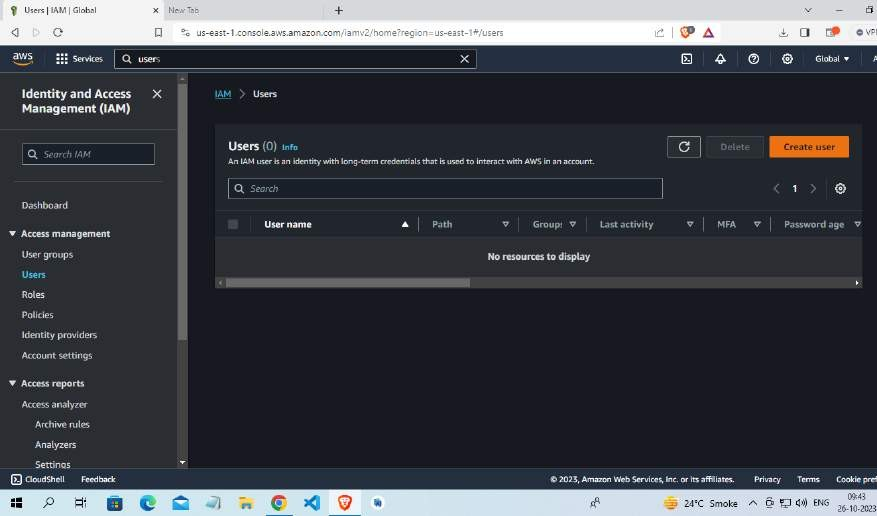 Users | IAM | Global
New Tab
us-east-1.console.aws.amazon.com/iamv2/home?region=us-east-1#/users
VP
aws
Services
users
Global
Identity and Access
Management (IAM)
Search IAM
Dashboard
Access management
User groups
Users
Roles
Policies
Identity providers
Account settings
Access reports
Access analyzer
Archive rules
Analyzers
Settings
IAM > Users
Users (0) Info
An IAM user is an identity with long-term credentials that is used to interact with AWS in an account.
Delete
Create user
Search
1
User name
Path
Group:
Last activity
MFA
Password age
No resources to display
CloudShell
Feedback
© 2023, Amazon Web Services, Inc. or its affiliates.
Privacy
Terms
Cookie pref
24°C Smoke
ENG
09:43
26-10-2023